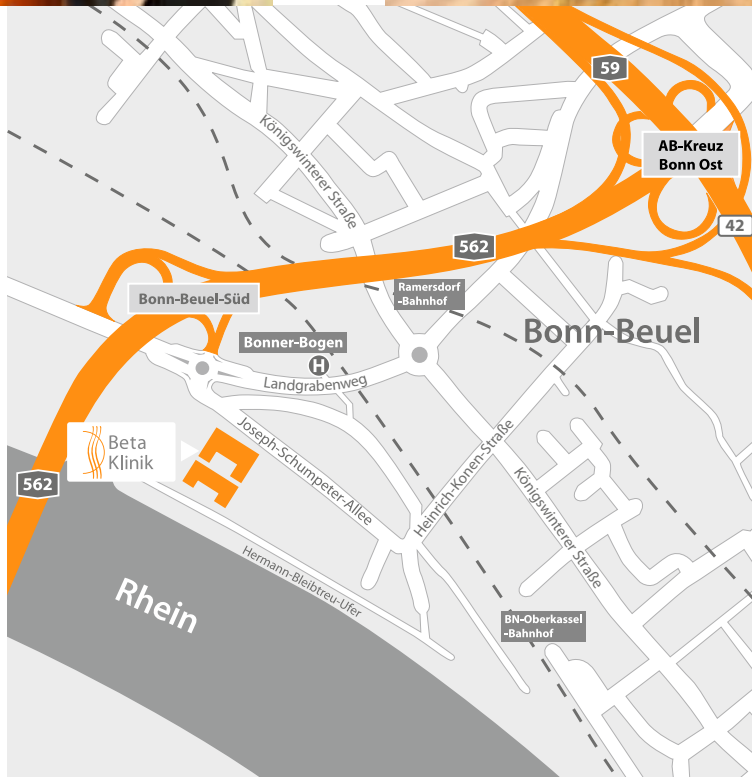 59
AB-Kreuz
Bonn Ost
42
Königswinterer Straße
562
Ramersdorf
-Bahnhof
Bonn-Beuel-Süd
Bonn-Beuel
Bonner-Bogen
H
Landgrabenweg
Beta
Klinik
Joseph-Schumpeter-Allee
Heinrich-Konen-Straße
Königswinterer Straße
562
Hermann-Bleibtreu-Ufer
Rhein
BN-Oberkassel
-Bahnhof